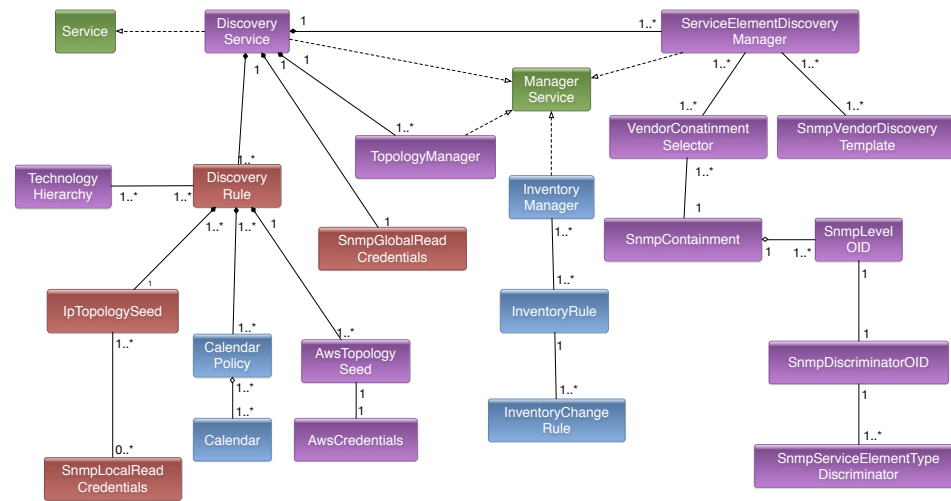 Service
Discovery
Service
1
1..*
ServiceElementDiscovery
Manager
1
1
1
Manager
Service
1..*
1..*
1..*
VendorConatinment
Selector
SnmpVendorDiscovery
Template
TopologyManager
1..*
Technology
Hierarchy
1..*
1..*
Discovery
Rule
Inventory
Manager
1..*
1..*
1
1
1..*
1
SnmpGlobalRead
Credentials
SnmpContainment
1
1..*
SnmpLevel
OID
1
1..*
1
IpTopologySeed
InventoryRule
1..*
1..*
1..*
1
1
Calendar
Policy
AwsTopology
Seed
SnmpDiscriminatorOID
1..*
1
1
1..*
1..*
1
Calendar
AwsCredentials
InventoryChange
Rule
1..*
0..*
SnmpLocalRead
Credentials
SnmpServiceElementType
Discriminator